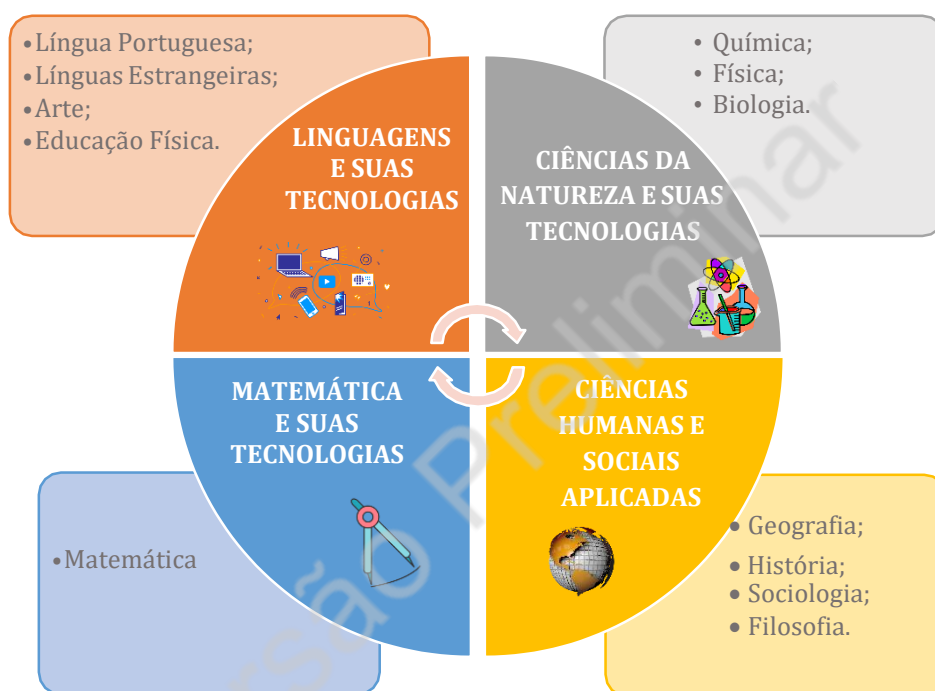 •Língua Portuguesa;
•Línguas Estrangeiras;
•Arte;
•Educação Física.
LINGUAGENS
E SUAS
TECNOLOGIAS
• Química;
• Física;
• Biologia.
CIÊNCIAS DA
NATUREZA E SUAS
TECNOLOGIAS
MATEMÁTICA
E SUAS
TECNOLOGIAS
•Matemática
CIÊNCIAS
HUMANAS E
SOCIAIS
APLICADAS
• Geografia;
• História;
• Sociologia;
• Filosofia.
Versão Preliminar